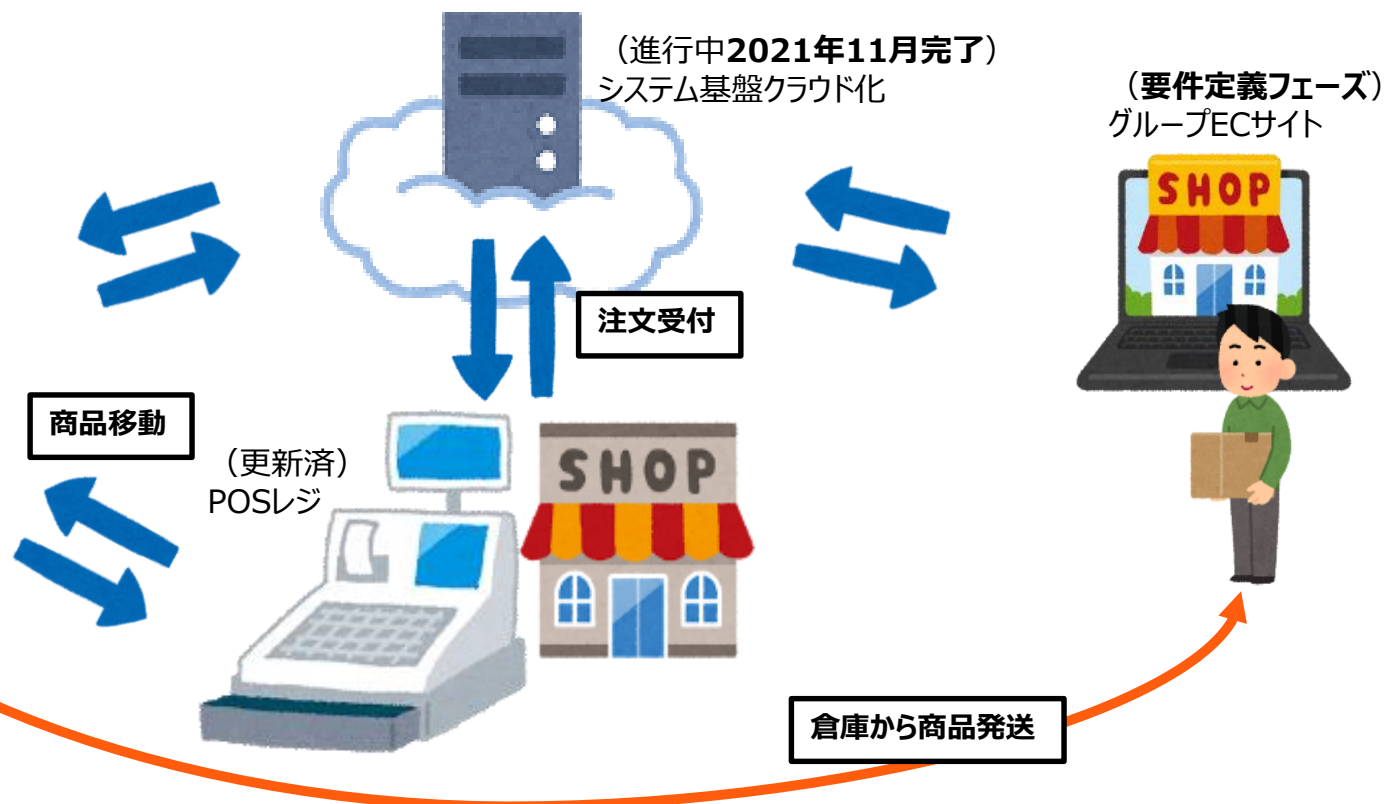 （進行中2021年11月完了）
システム基盤クラウド化
（要件定義フェーズ）
グループECサイト
SHOP
注文受付
商品移動
（更新済）
POSレジ
SHOP
倉庫から商品発送